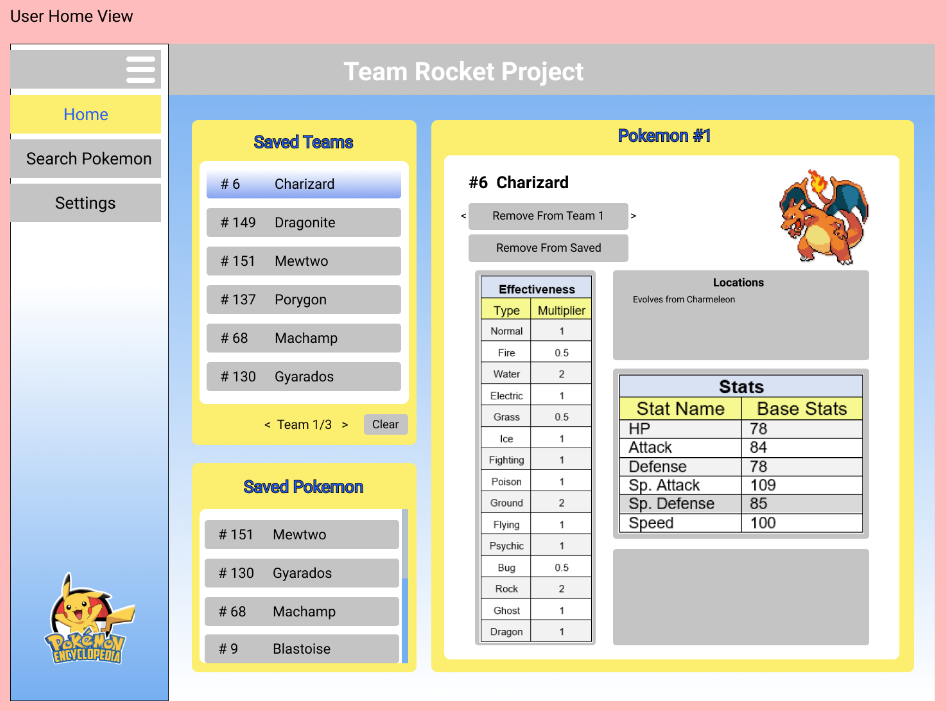 User Home View
Team Rocket Project
Home
Search Pokemon
Settings
POKéMON
ENCYCLOPEDIA
Saved Teams
# 6 Charizard
# 149 Dragonite
# 151 Mewtwo
# 137 Porygon
# 68 Machamp
# 130 Gyarados
< Team 1/3 > Clear
Saved Pokemon
# 151 Mewtwo
# 130 Gyarados
# 68 Machamp
# 9 Blastoise
Pokemon #1
#6 Charizard
< Remove From Team 1 >
Remove From Saved
Effectiveness
Type Multiplier
Normal 1
Fire 0.5
Water 2
Electric 1
Grass 0.5
Ice 1
Fighting 1
Poison 1
Ground 2
Flying 1
Psychic 1
Bug 0.5
Rock 2
Ghost 1
Dragon 1
Locations
Evolves from Charmeleon
Stats
Stat Name Base Stats
HP 78
Attack 84
Defense 78
Sp. Attack 109
Sp. Defense 85
Speed 100